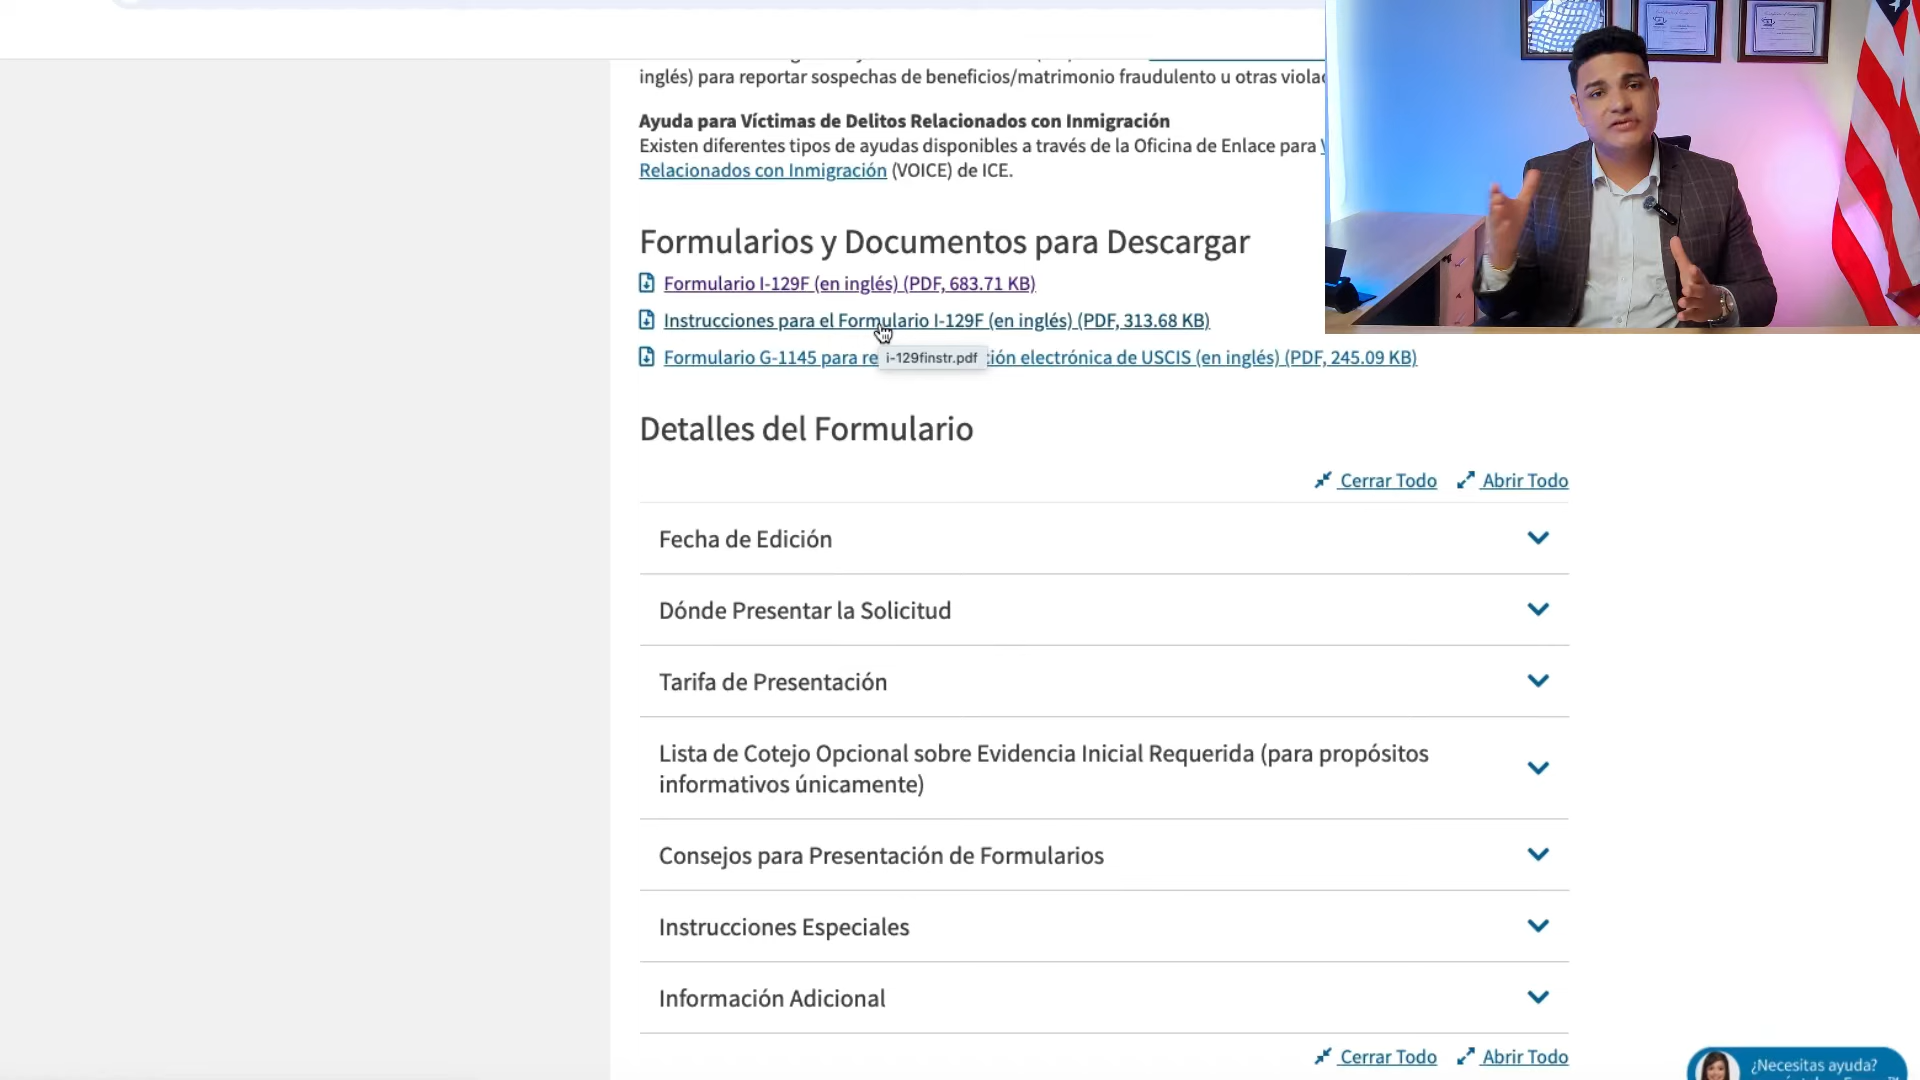 inglés) para reportar sospechas de beneficios/matrimonio fraudulento u otras
Ayuda para Víctimas de Delitos Relacionados con Inmigración
Existen diferentes tipos de ayudas disponibles a través de la Oficina de Enlace para
Relacionados con Inmigración (VOICE) de ICE.
Formularios y Documentos para Descargar
Formulario I-129F (en inglés) (PDF, 683.71 KB)
Instrucciones para el Formulario I-129F (en inglés) (PDF, 313.68 KB)
Formulario G-1145 para electrónica de USCIS (en inglés) (PDF, 245.09 KB)
i-129finstr.pdf
Detalles del Formulario
Cerrar Todo Abrir Todo
Fecha de Edición
Dónde Presentar la Solicitud
Tarifa de Presentación
Lista de Cotejo Opcional sobre Evidencia Inicial Requerida (para propósitos
informativos únicamente)
Consejos para Presentación de Formularios
Instrucciones Especiales
Información Adicional
Cerrar Todo Abrir Todo
¿Necesitas ayuda?